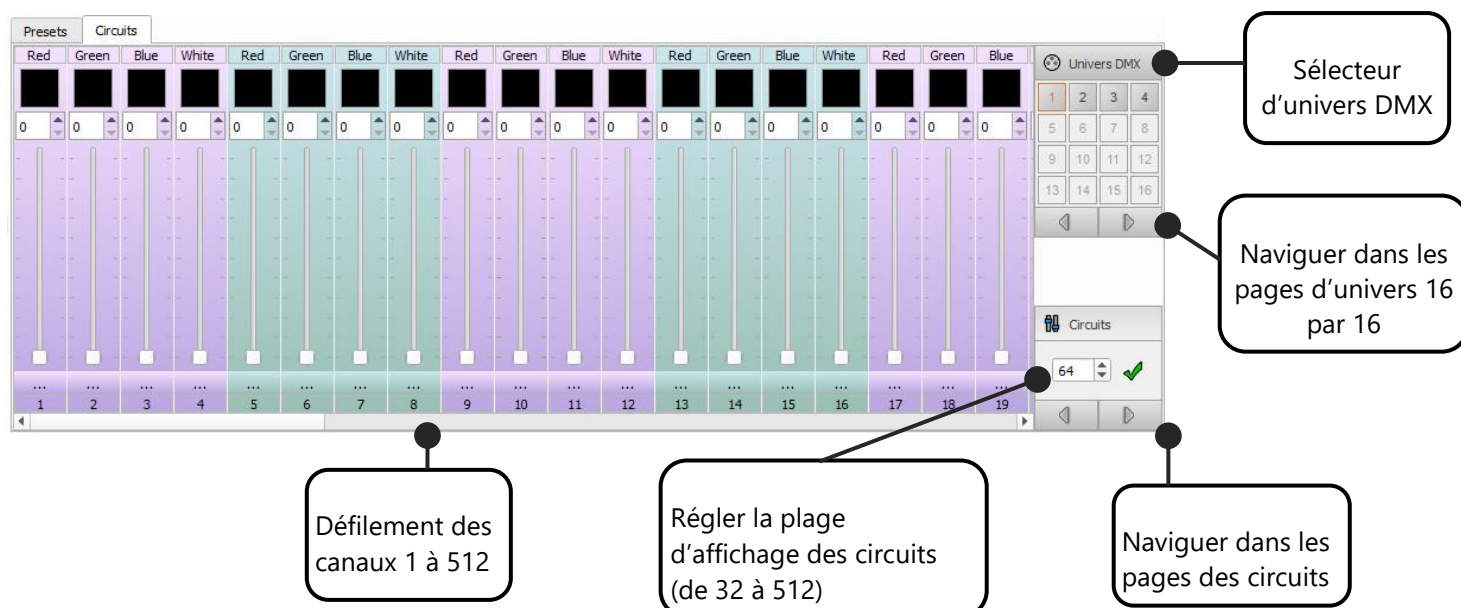 Presets Circuits
Red Green Blue White Red Green Blue White Red Green Blue White Red Green Blue White Red Green Blue
0 0 0 0 0 0 0 0 0 0 0 0 0 0 0 0 0 0 0
... ... ... ... ... ... ... ... ... ... ... ... ... ... ... ... ... ... ...
1 2 3 4 5 6 7 8 9 10 11 12 13 14 15 16 17 18 19
Univers DMX
1 2 3 4
5 6 7 8
9 10 11 12
13 14 15 16
Circuits
64
Sélecteur
d’univers DMX
Naviguer dans les
pages d’univers 16
par 16
Défilement des
canaux 1 à 512
Régler la plage
d’affichage des circuits
(de 32 à 512)
Naviguer dans les
pages des circuits